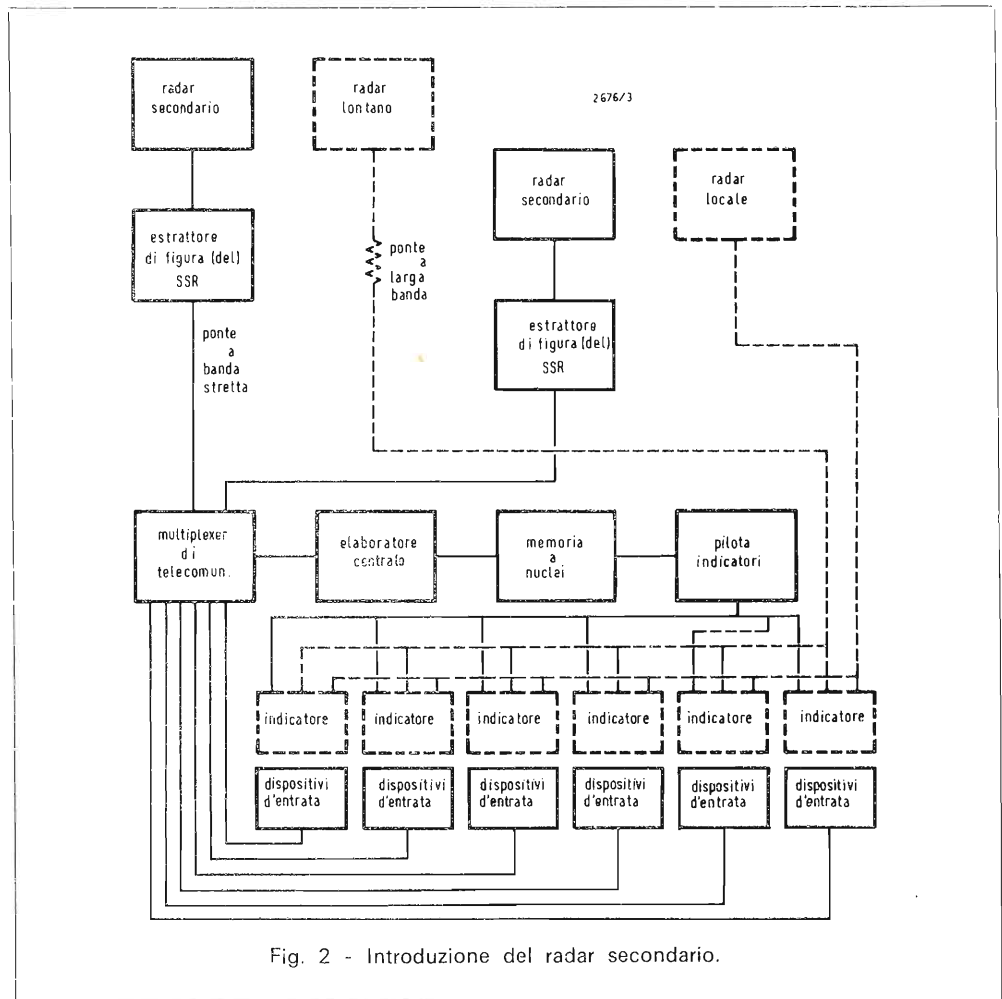 radar
secondario
radar
lontano
2676/3
radar
secondario
radar
locale
estrattore
di figura (del)
SSR
ponte
a
larga
banda
estrattore
di figura (del)
SSR
ponte
a
banda
stretta
multiplexer
di
telecomun.
elaboratore
centrale
memoria
a
nuclei
pilota
indicatori
indicatore
indicatore
indicatore
indicatore
indicatore
indicatore
dispositivi
d'entrata
dispositivi
d'entrata
dispositivi
d'entrata
dispositivi
d'entrata
dispositivi
d'entrata
dispositivi
d'entrata
Fig. 2 - Introduzione del radar secondario.